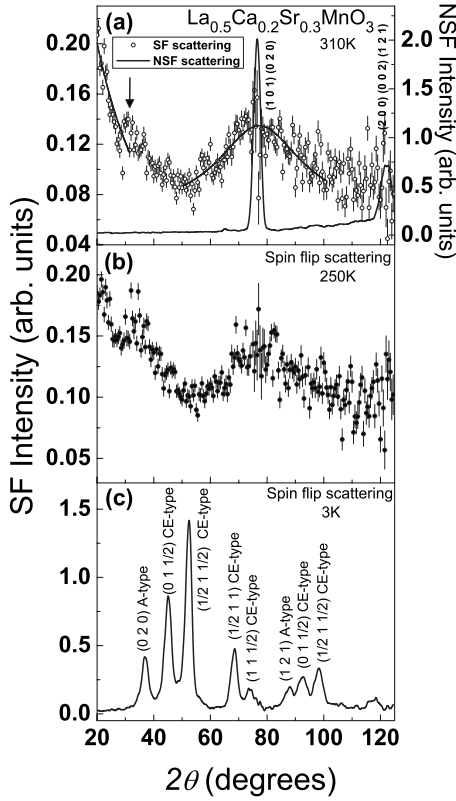 La0.5Ca0.2Sr0.3MnO3
(a)
310K
SF scattering
NSF scattering
(1 0 1) (0 2 0)
(2 0 0) (0 0 2) (1 2 1)
0.20
0.16
0.12
0.08
0.04
2.0
1.5
1.0
0.5
0.0
NSF Intensity (arb. units)
SF Intensity (arb. units)
(b)
Spin flip scattering
250K
0.20
0.15
0.10
0.05
(c)
Spin flip scattering
3K
(0 2 0) A-type
(0 1 1/2) CE-type
(1/2 1 1/2) CE-type
(1/2 1 1) CE-type
(1 1 1/2) CE-type
(1 2 1) A-type
(0 1 1/2) CE-type
(1/2 1 1/2) CE-type
1.5
1.0
0.5
0.0
20 40 60 80 100 120
2θ (degrees)